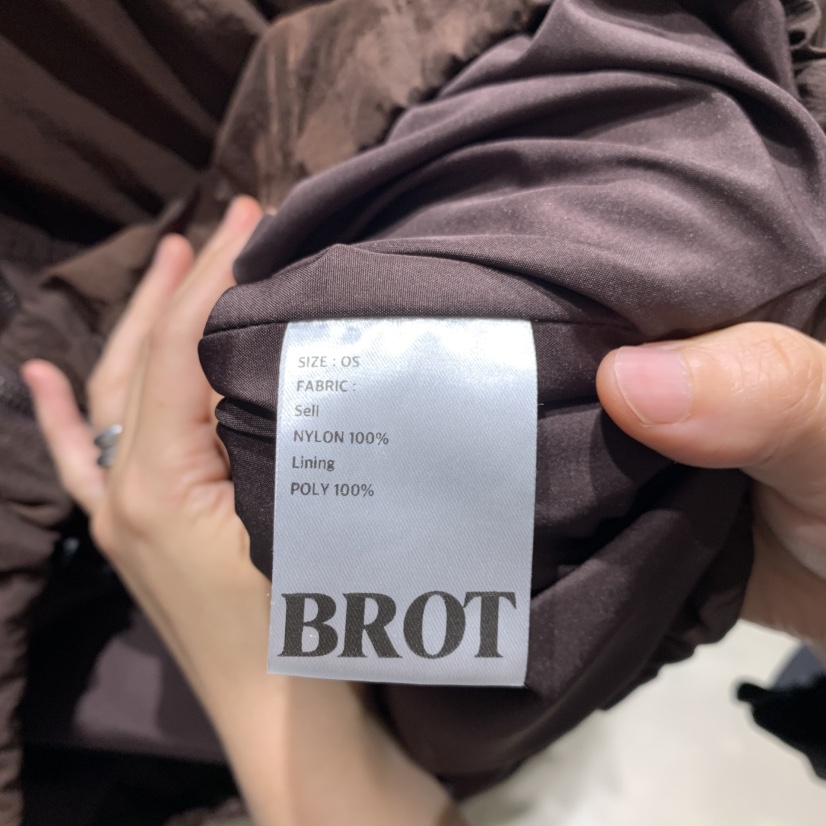 SIZE : OS
FABRIC :
Sell
NYLON 100%
Lining
POLY 100%
BROT